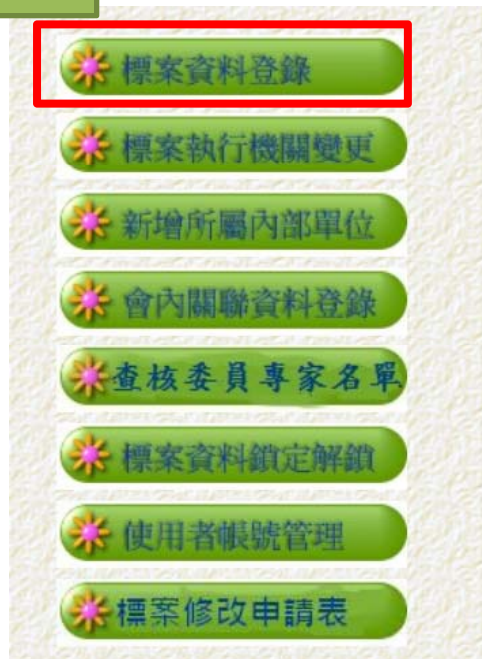 標案資料登錄
標案執行機關變更
新增所屬內部單位
會內關聯資料登錄
查核委員專家名單
標案資料鎖定解鎖
使用者帳號管理
標案修改申請表